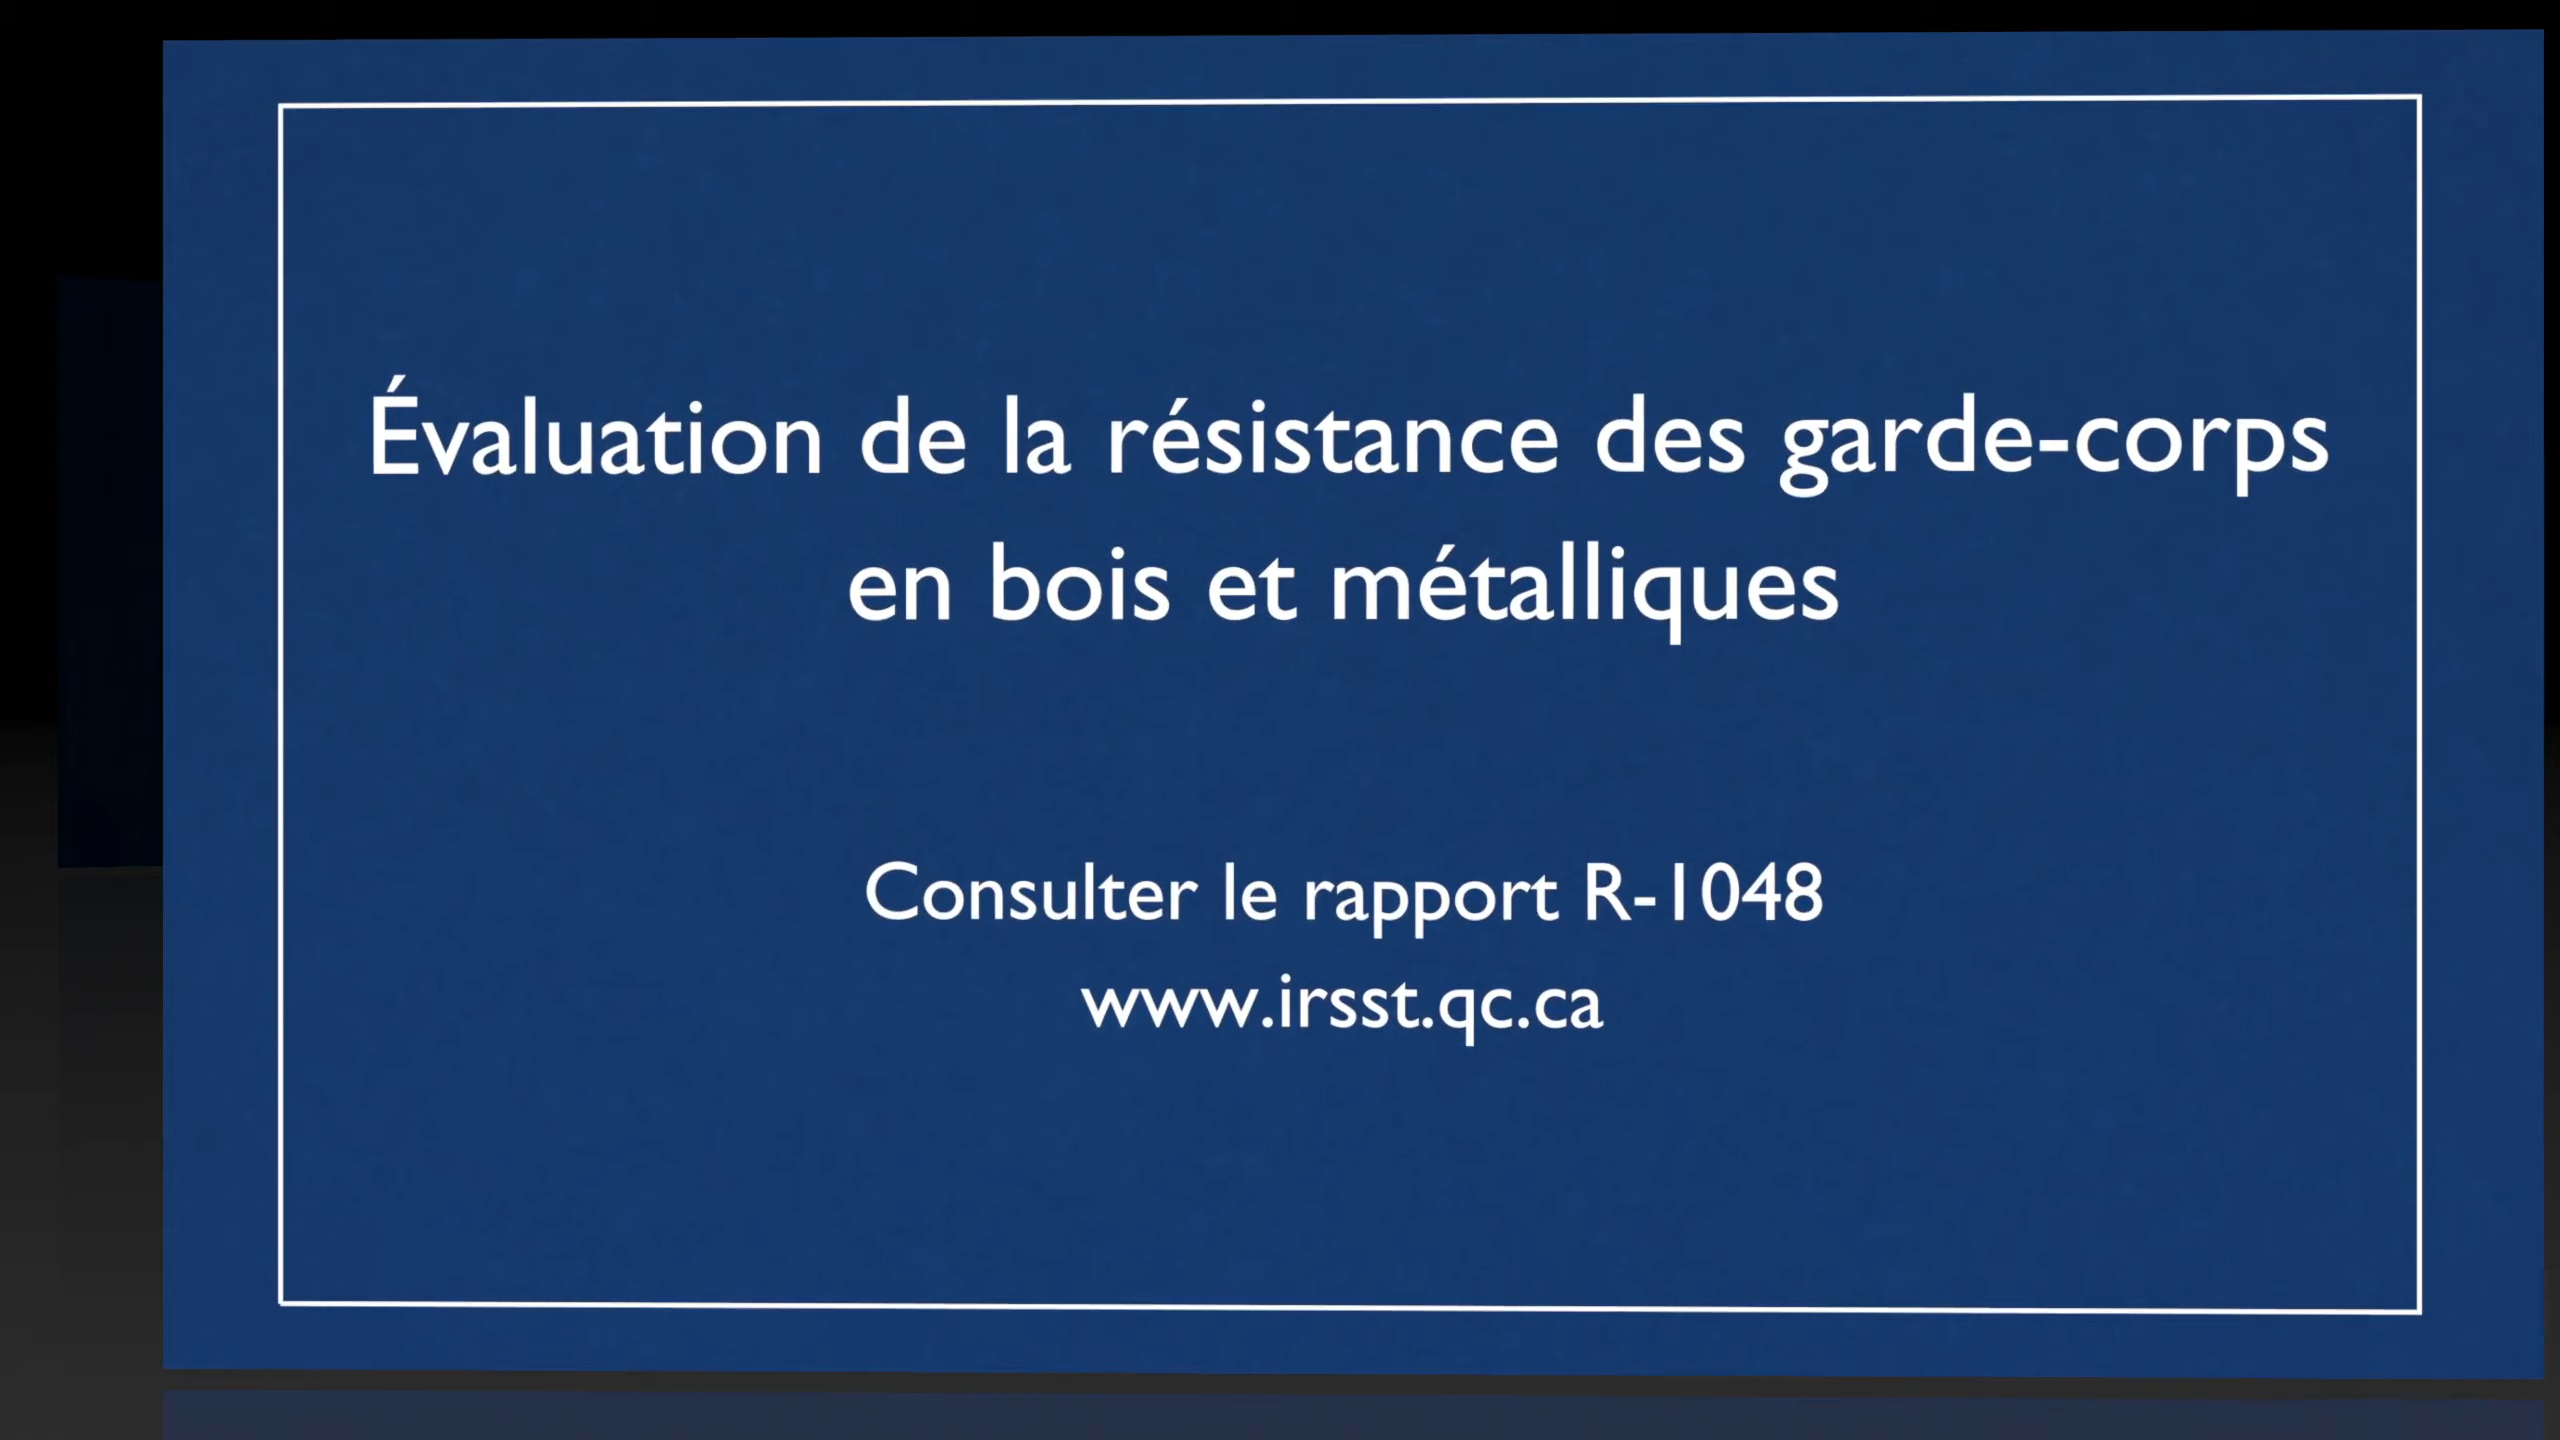 Évaluation de la résistance des garde-corps
en bois et métalliques
Consulter le rapport R-1048
www.irsst.qc.ca